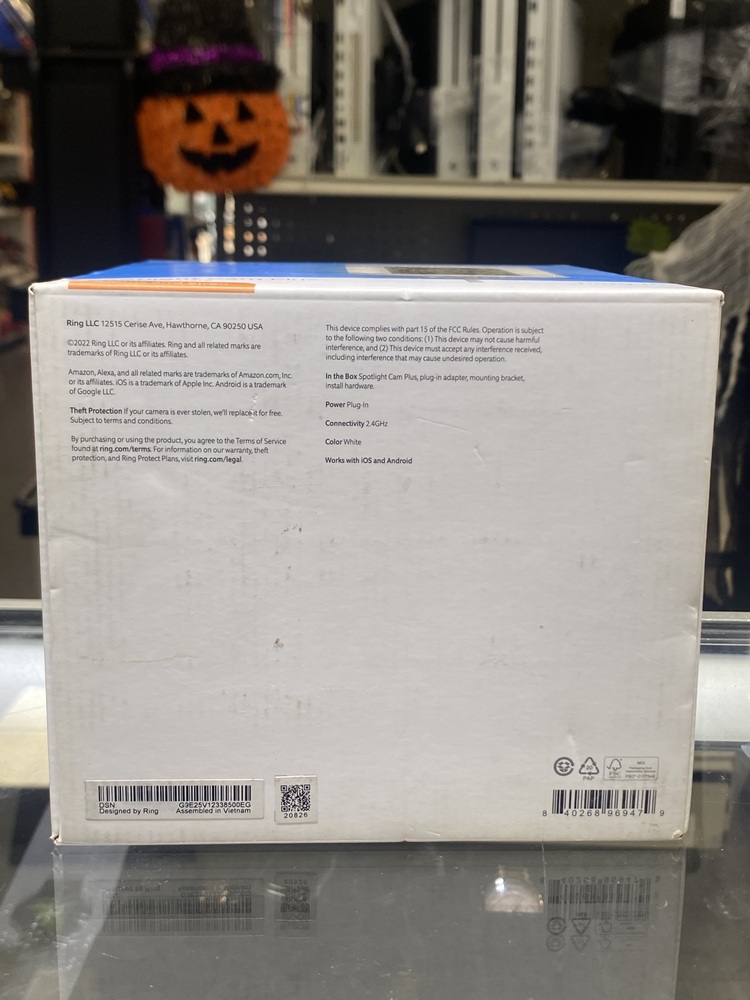 Ring LLC 12515 Cerise Ave, Hawthorne, CA 90250 USA
©2022 Ring LLC or its affiliates. Ring and all related marks are
trademarks of Ring LLC or its affiliates.
Amazon, Alexa, and all related marks are trademarks of Amazon.com, Inc.
or its affiliates. iOS is a trademark of Apple Inc. Android is a trademark
of Google LLC.
Theft Protection If your camera is ever stolen, we'll replace it for free.
Subject to terms and conditions.
By purchasing or using the product, you agree to the Terms of Service
found at ring.com/terms. For information on our warranty, theft
protection, and Ring Protect Plans, visit ring.com/legal.
This device complies with part 15 of the FCC Rules. Operation is subject
to the following two conditions: (1) This device may not cause harmful
interference, and (2) This device must accept any interference received,
including interference that may cause undesired operation.
In the Box Spotlight Cam Plus, plug-in adapter, mounting bracket,
install hardware.
Power Plug-In
Connectivity 2.4GHz
Color White
Works with iOS and Android
DSN G9E25V12338500EG
Designed by Ring Assembled in Vietnam
20826
20
PAP
FSC
MIX
8 40268 96947 9